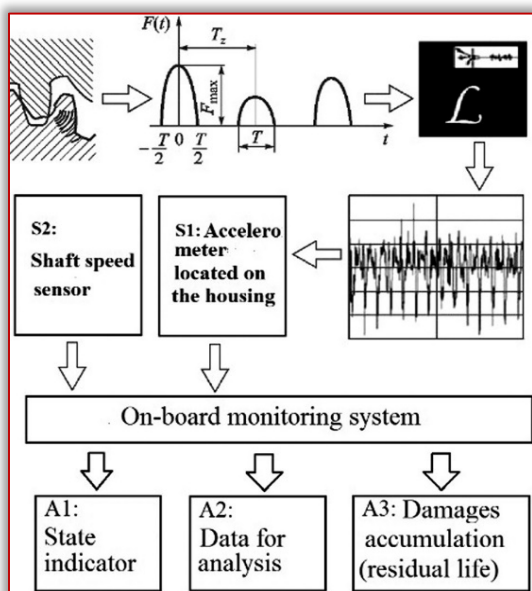 F(t)
T_z
F_max
ℒ
-T/2 0 T/2
T
t
S2:
Shaft speed
sensor
S1: Accelero
meter
located on
the housing
On-board monitoring system
A1:
State
indicator
A2:
Data for
analysis
A3: Damages
accumulation
(residual life)